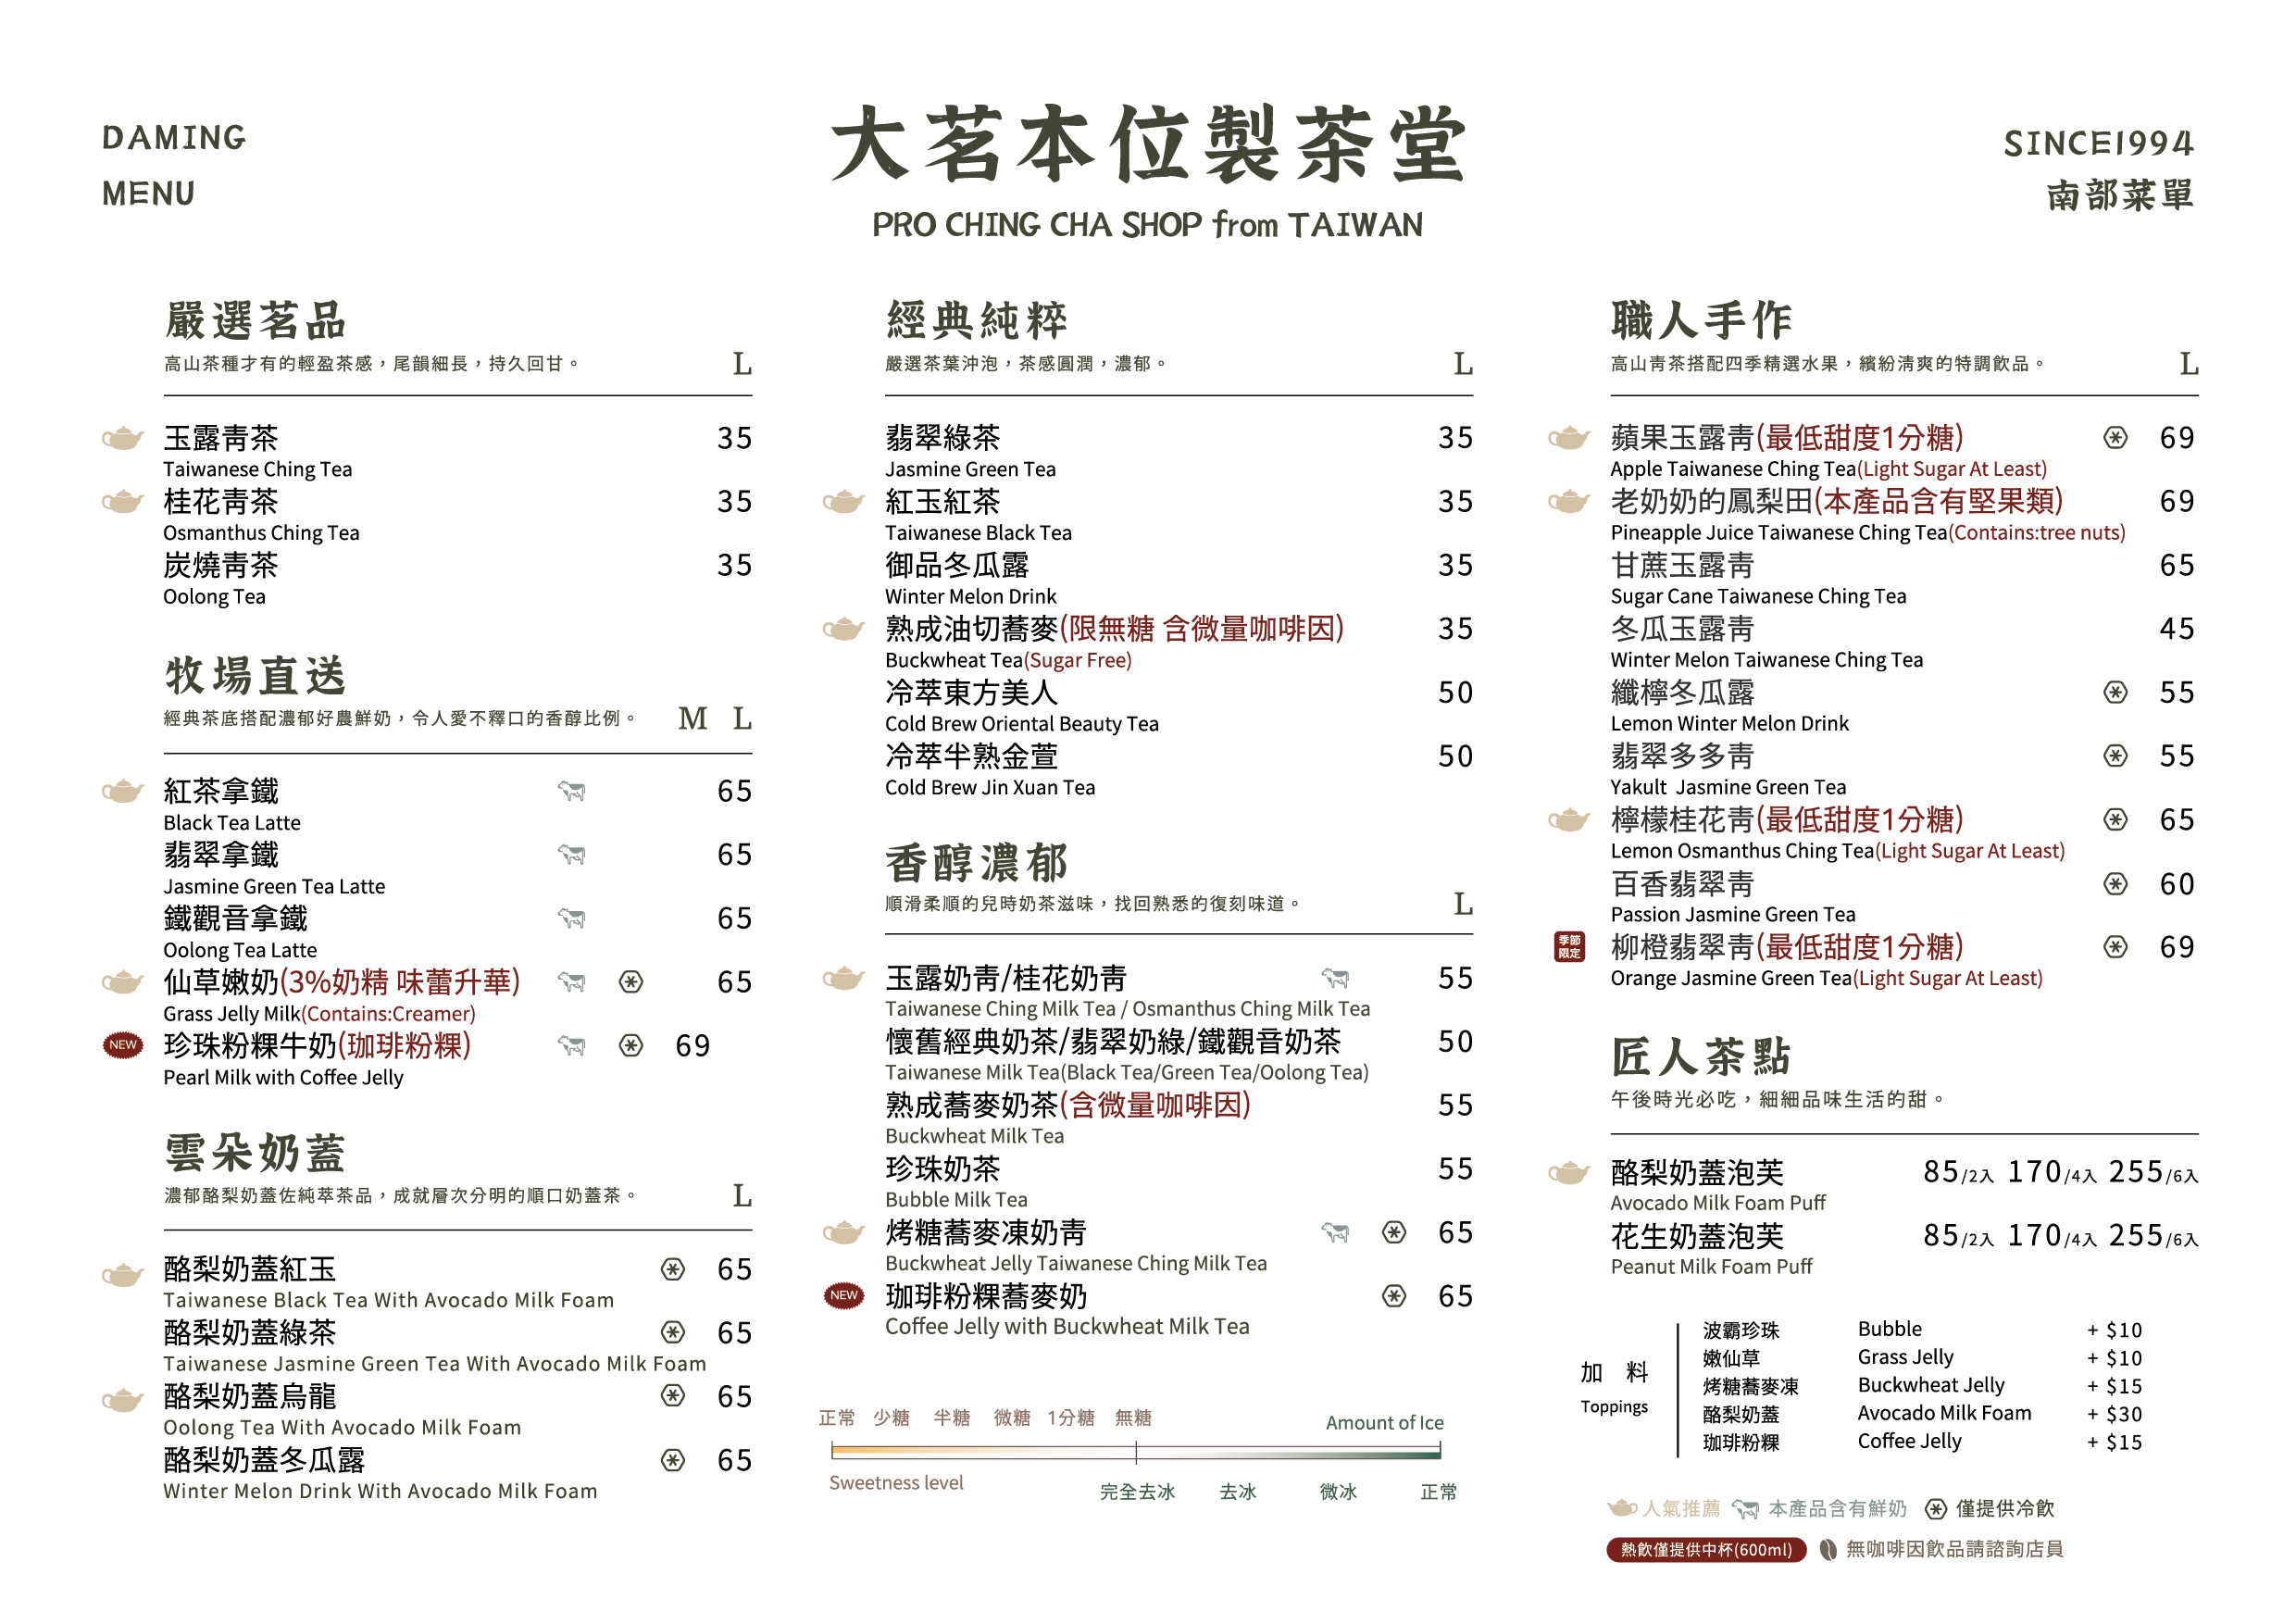 DAMING
MENU
大茗本位製茶堂
PRO CHING CHA SHOP from TAIWAN
SINCE1994
南部菜單
嚴選茗品
高山茶種才有的輕盈茶感，尾韻細長，持久回甘。 L
玉露青茶 35
Taiwanese Ching Tea
桂花青茶 35
Osmanthus Ching Tea
炭燒青茶 35
Oolong Tea
牧場直送
經典茶底搭配濃郁好農鮮奶，令人愛不釋口的香醇比例。 M L
紅茶拿鐵 65
Black Tea Latte
翡翠拿鐵 65
Jasmine Green Tea Latte
鐵觀音拿鐵 65
Oolong Tea Latte
仙草嫩奶(3%奶精 味蕾升華) 65
Grass Jelly Milk(Contains:Creamer)
NEW 珍珠粉粿牛奶(珈琲粉粿) 69
Pearl Milk with Coffee Jelly
雲朵奶蓋
濃郁酪梨奶蓋佐純萃茶品，成就層次分明的順口奶蓋茶。 L
酪梨奶蓋紅玉 65
Taiwanese Black Tea With Avocado Milk Foam
酪梨奶蓋綠茶 65
Taiwanese Jasmine Green Tea With Avocado Milk Foam
酪梨奶蓋烏龍 65
Oolong Tea With Avocado Milk Foam
酪梨奶蓋冬瓜露 65
Winter Melon Drink With Avocado Milk Foam
經典純粹
嚴選茶葉沖泡，茶感圓潤，濃郁。 L
翡翠綠茶 35
Jasmine Green Tea
紅玉紅茶 35
Taiwanese Black Tea
御品冬瓜露 35
Winter Melon Drink
熟成油切蕎麥(限無糖 含微量咖啡因) 35
Buckwheat Tea(Sugar Free)
冷萃東方美人 50
Cold Brew Oriental Beauty Tea
冷萃半熟金萱 50
Cold Brew Jin Xuan Tea
香醇濃郁
順滑柔順的兒時奶茶滋味，找回熟悉的復刻味道。 L
玉露奶青/桂花奶青 55
Taiwanese Ching Milk Tea / Osmanthus Ching Milk Tea
懷舊經典奶茶/翡翠奶綠/鐵觀音奶茶 50
Taiwanese Milk Tea(Black Tea/Green Tea/Oolong Tea)
熟成蕎麥奶茶(含微量咖啡因) 55
Buckwheat Milk Tea
珍珠奶茶 55
Bubble Milk Tea
烤糖蕎麥凍奶青 65
Buckwheat Jelly Taiwanese Ching Milk Tea
NEW 珈琲粉粿蕎麥奶 65
Coffee Jelly with Buckwheat Milk Tea
正常 少糖 半糖 微糖 1分糖 無糖
Amount of Ice
Sweetness level
完全去冰 去冰 微冰 正常
職人手作
高山青茶搭配四季精選水果，繽紛清爽的特調飲品。 L
蘋果玉露青(最低甜度1分糖) 69
Apple Taiwanese Ching Tea(Light Sugar At Least)
老奶奶的鳳梨田(本產品含有堅果類) 69
Pineapple Juice Taiwanese Ching Tea(Contains:tree nuts)
甘蔗玉露青 65
Sugar Cane Taiwanese Ching Tea
冬瓜玉露青 45
Winter Melon Taiwanese Ching Tea
纖檸冬瓜露 55
Lemon Winter Melon Drink
翡翠多多青 55
Yakult Jasmine Green Tea
檸檬桂花青(最低甜度1分糖) 65
Lemon Osmanthus Ching Tea(Light Sugar At Least)
百香翡翠青 60
Passion Jasmine Green Tea
季節
限定
柳橙翡翠青(最低甜度1分糖) 69
Orange Jasmine Green Tea(Light Sugar At Least)
匠人茶點
午後時光必吃，細細品味生活的甜。
酪梨奶蓋泡芙 85/2入 170/4入 255/6入
Avocado Milk Foam Puff
花生奶蓋泡芙 85/2入 170/4入 255/6入
Peanut Milk Foam Puff
加 料
Toppings
波霸珍珠 Bubble + $10
嫩仙草 Grass Jelly + $10
烤糖蕎麥凍 Buckwheat Jelly + $15
酪梨奶蓋 Avocado Milk Foam + $30
珈琲粉粿 Coffee Jelly + $15
人氣推薦 本產品含有鮮奶 僅提供冷飲
熱飲僅提供中杯(600ml) 無咖啡因飲品請諮詢店員